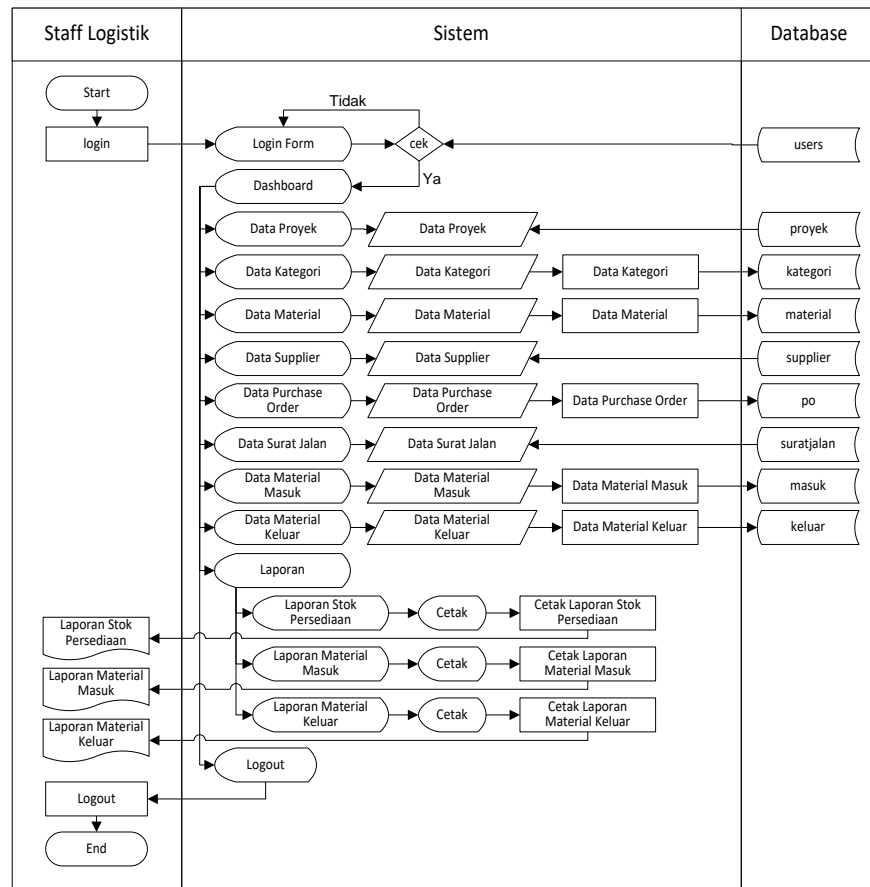 Staff Logistik
Sistem
Database
Start
Tidak
login
Login Form
cek
users
Ya
Dashboard
Data Proyek
Data Proyek
proyek
Data Kategori
Data Kategori
Data Kategori
kategori
Data Material
Data Material
Data Material
material
Data Supplier
Data Supplier
supplier
Data Purchase
Order
Data Purchase
Order
Data Purchase Order
po
Data Surat Jalan
Data Surat Jalan
suratjalan
Data Material
Masuk
Data Material
Masuk
Data Material Masuk
masuk
Data Material
Keluar
Data Material
Keluar
Data Material Keluar
keluar
Laporan
Laporan Stok
Persediaan
Cetak
Cetak Laporan Stok
Persediaan
Laporan Stok
Persediaan
Laporan Material
Masuk
Cetak
Cetak Laporan
Material Masuk
Laporan Material
Masuk
Laporan Material
Keluar
Cetak
Cetak Laporan
Material Keluar
Laporan Material
Keluar
Logout
Logout
End